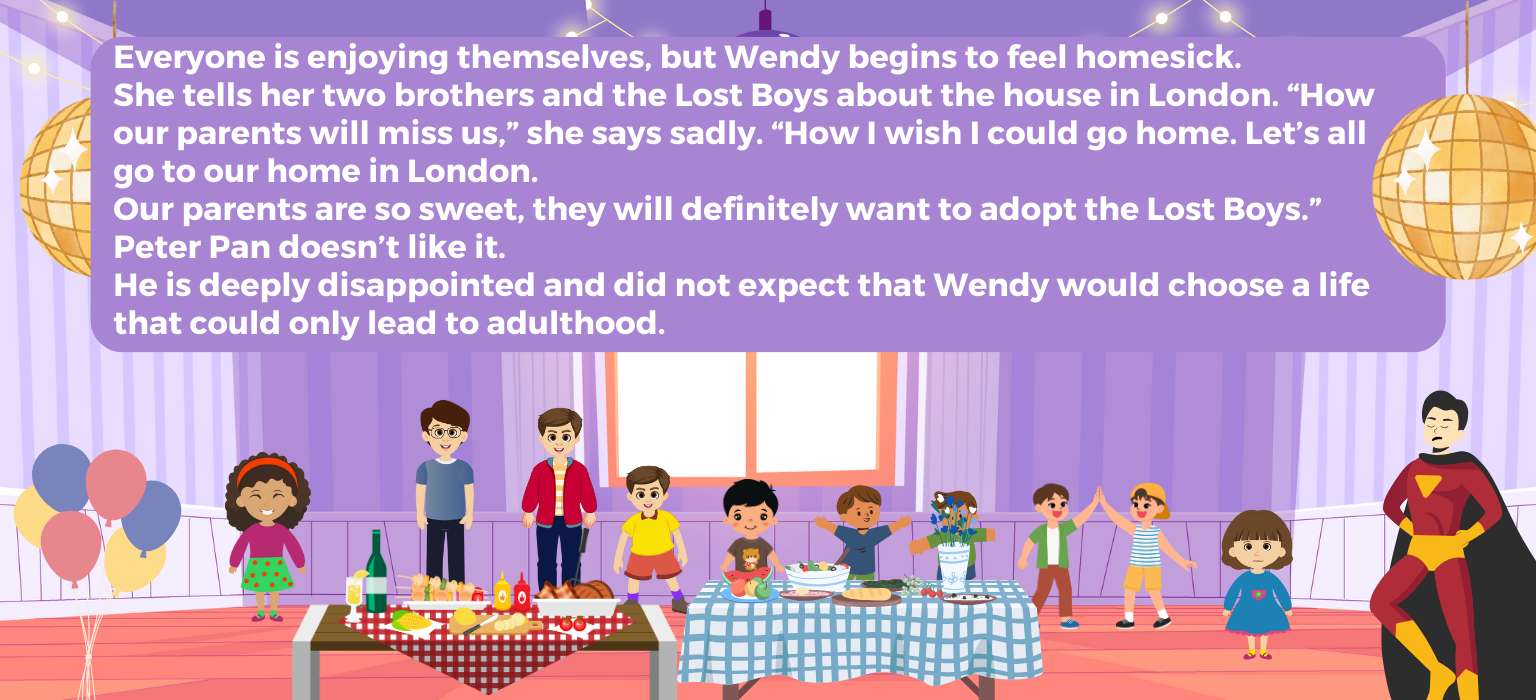 Everyone is enjoying themselves, but Wendy begins to feel homesick.
She tells her two brothers and the Lost Boys about the house in London. “How
our parents will miss us,” she says sadly. “How I wish I could go home. Let’s all
go to our home in London.
Our parents are so sweet, they will definitely want to adopt the Lost Boys.”
Peter Pan doesn’t like it.
He is deeply disappointed and did not expect that Wendy would choose a life
that could only lead to adulthood.